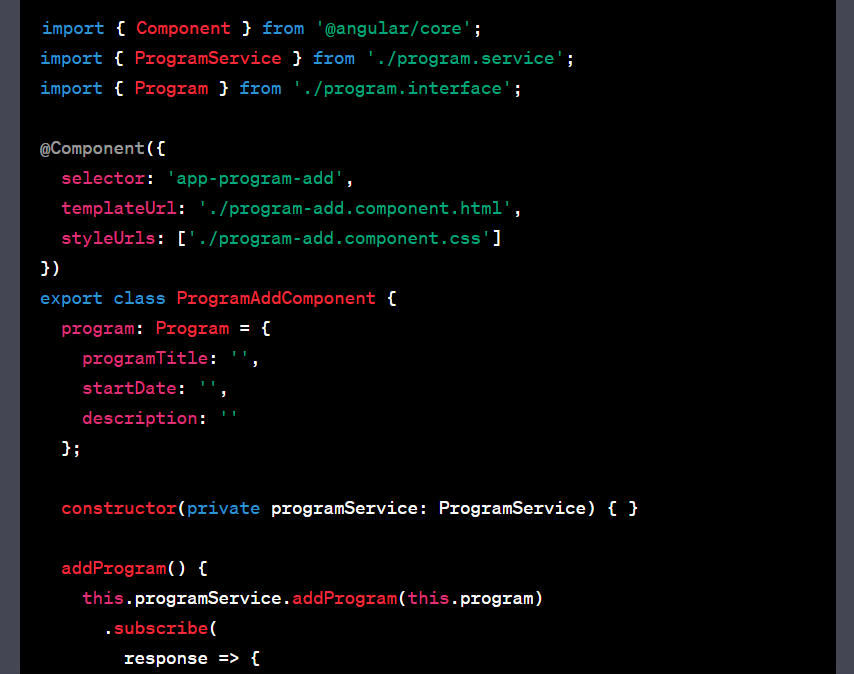 import { Component } from '@angular/core';
import { ProgramService } from './program.service';
import { Program } from './program.interface';
@Component({
  selector: 'app-program-add',
  templateUrl: './program-add.component.html',
  styleUrls: ['./program-add.component.css']
})
export class ProgramAddComponent {
  program: Program = {
    programTitle: '',
    startDate: '',
    description: ''
  };
  constructor(private programService: ProgramService) { }
  addProgram() {
    this.programService.addProgram(this.program)
      .subscribe(
        response => {